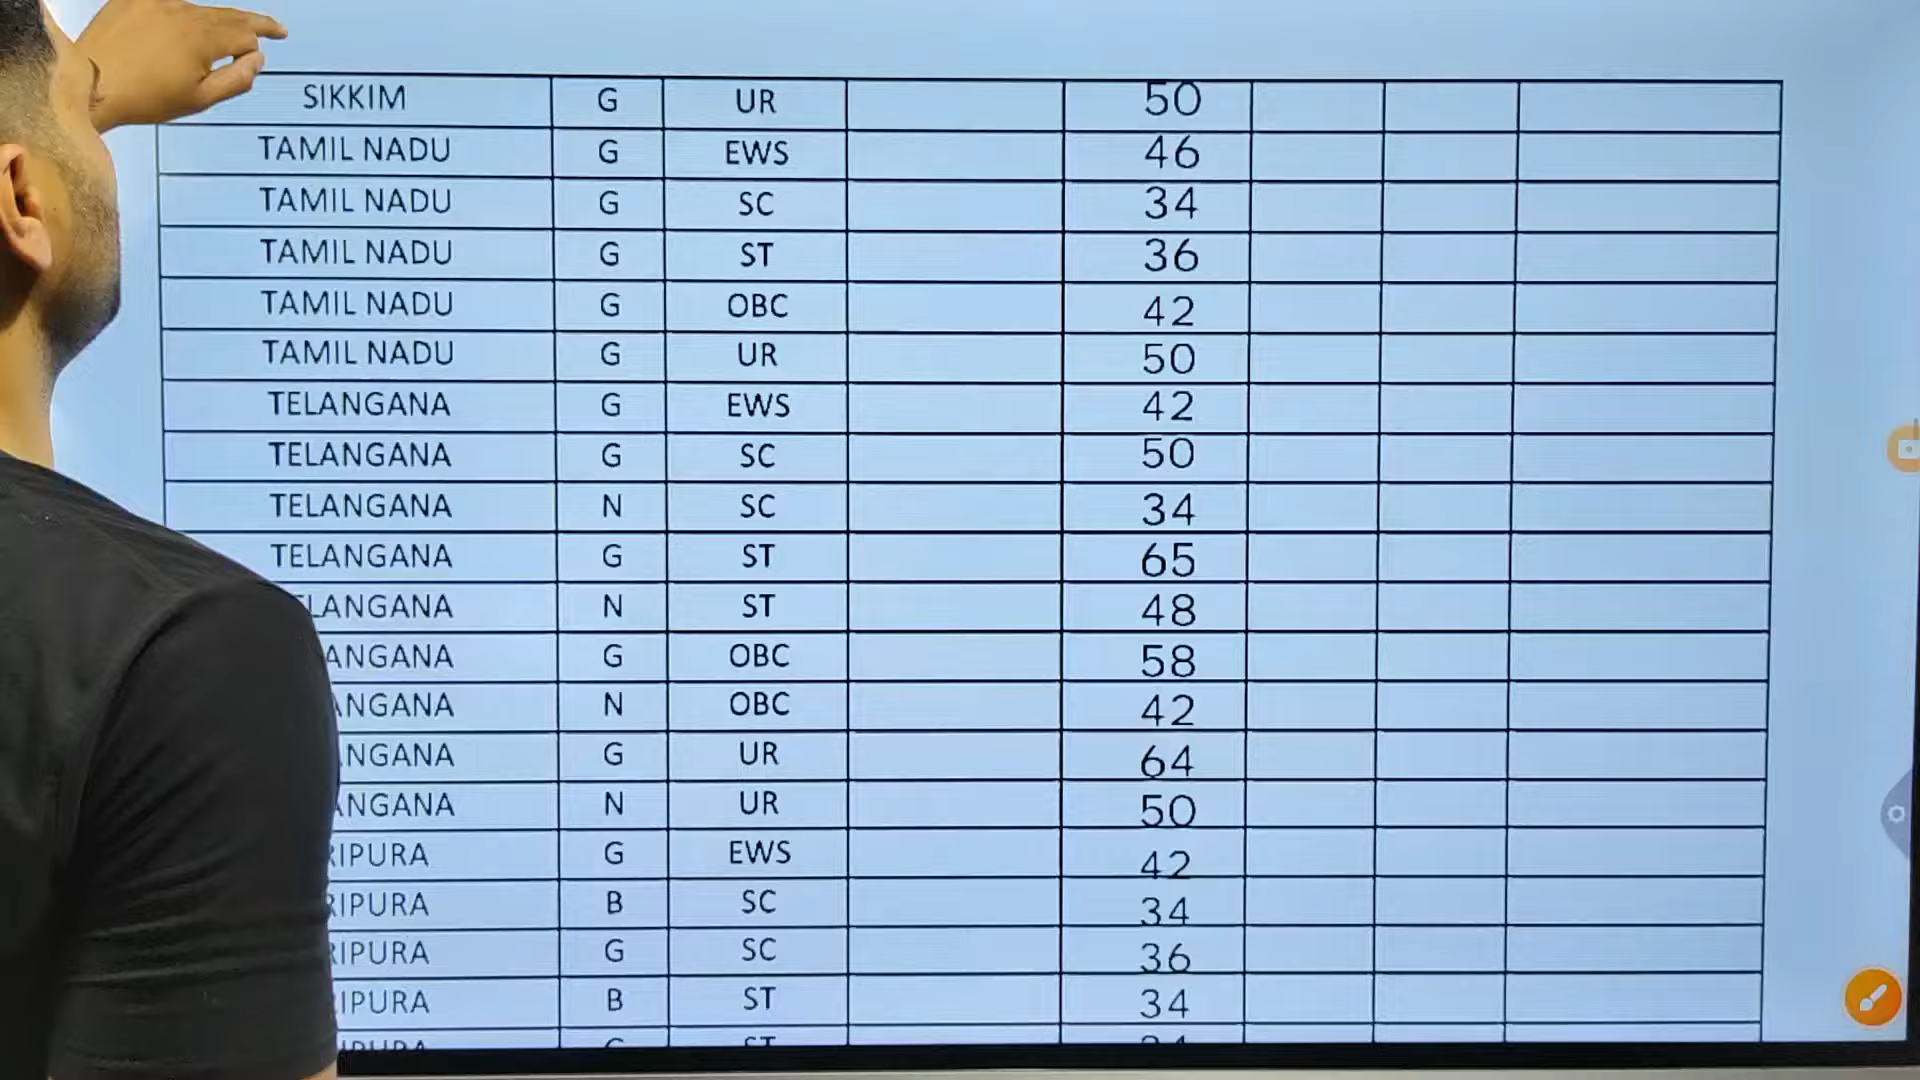 SIKKIM G UR 50
TAMIL NADU G EWS 46
TAMIL NADU G SC 34
TAMIL NADU G ST 36
TAMIL NADU G OBC 42
TAMIL NADU G UR 50
TELANGANA G EWS 42
TELANGANA G SC 50
TELANGANA N SC 34
TELANGANA G ST 65
LANGANA N ST 48
ANGANA G OBC 58
ANGANA N OBC 42
NGANA G UR 64
ANGANA N UR 50
RIPURA G EWS 42
RIPURA B SC 34
RIPURA G SC 36
IPURA B ST 34